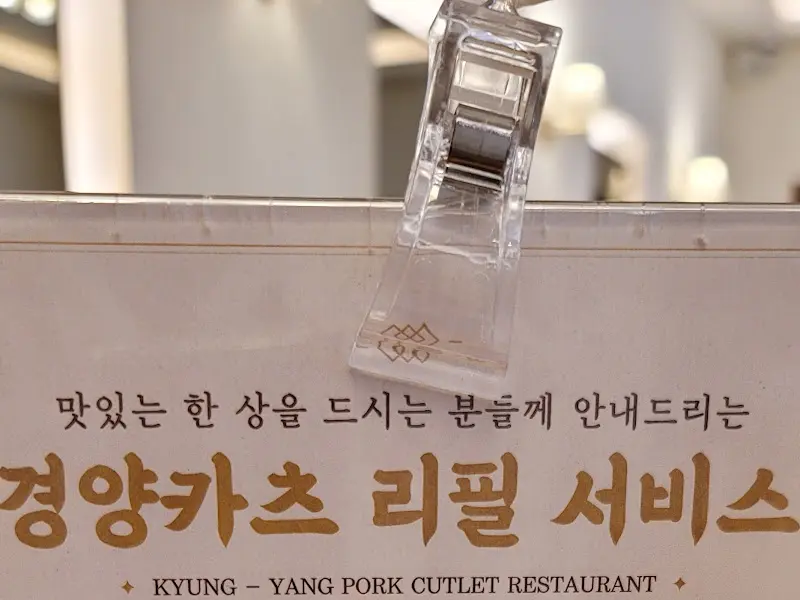 맛있는 한 상을 드시는 분들께 안내드리는
경양카츠 리필 서비스
KYUNG - YANG PORK CUTLET RESTAURANT